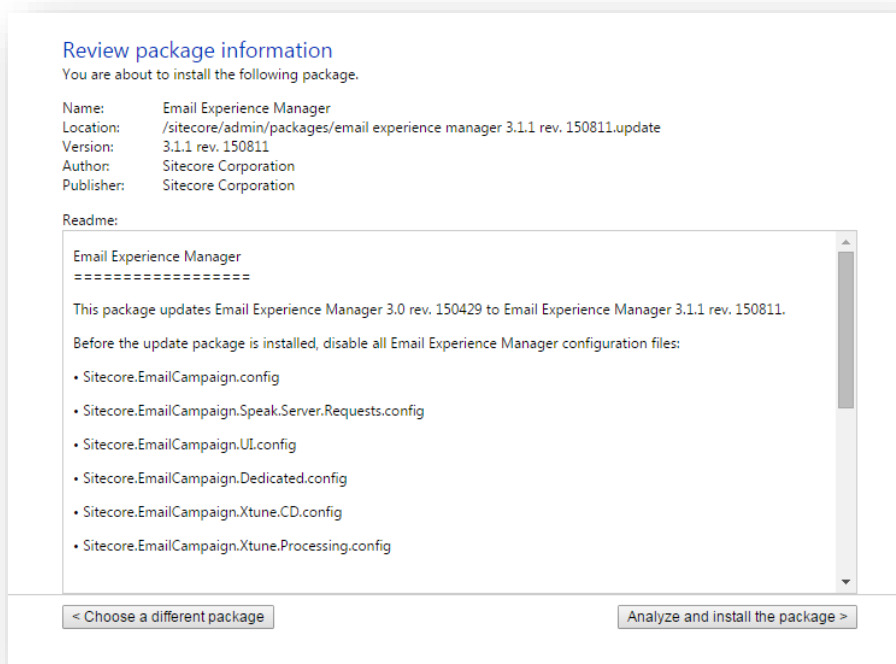 Review package information
You are about to install the following package.
Name: Email Experience Manager
Location: /sitecore/admin/packages/email experience manager 3.1.1 rev. 150811.update
Version: 3.1.1 rev. 150811
Author: Sitecore Corporation
Publisher: Sitecore Corporation
Readme:
Email Experience Manager
==================
This package updates Email Experience Manager 3.0 rev. 150429 to Email Experience Manager 3.1.1 rev. 150811.
Before the update package is installed, disable all Email Experience Manager configuration files:
• Sitecore.EmailCampaign.config
• Sitecore.EmailCampaign.Speak.Server.Requests.config
• Sitecore.EmailCampaign.UI.config
• Sitecore.EmailCampaign.Dedicated.config
• Sitecore.EmailCampaign.Xtune.CD.config
• Sitecore.EmailCampaign.Xtune.Processing.config
< Choose a different package
Analyze and install the package >